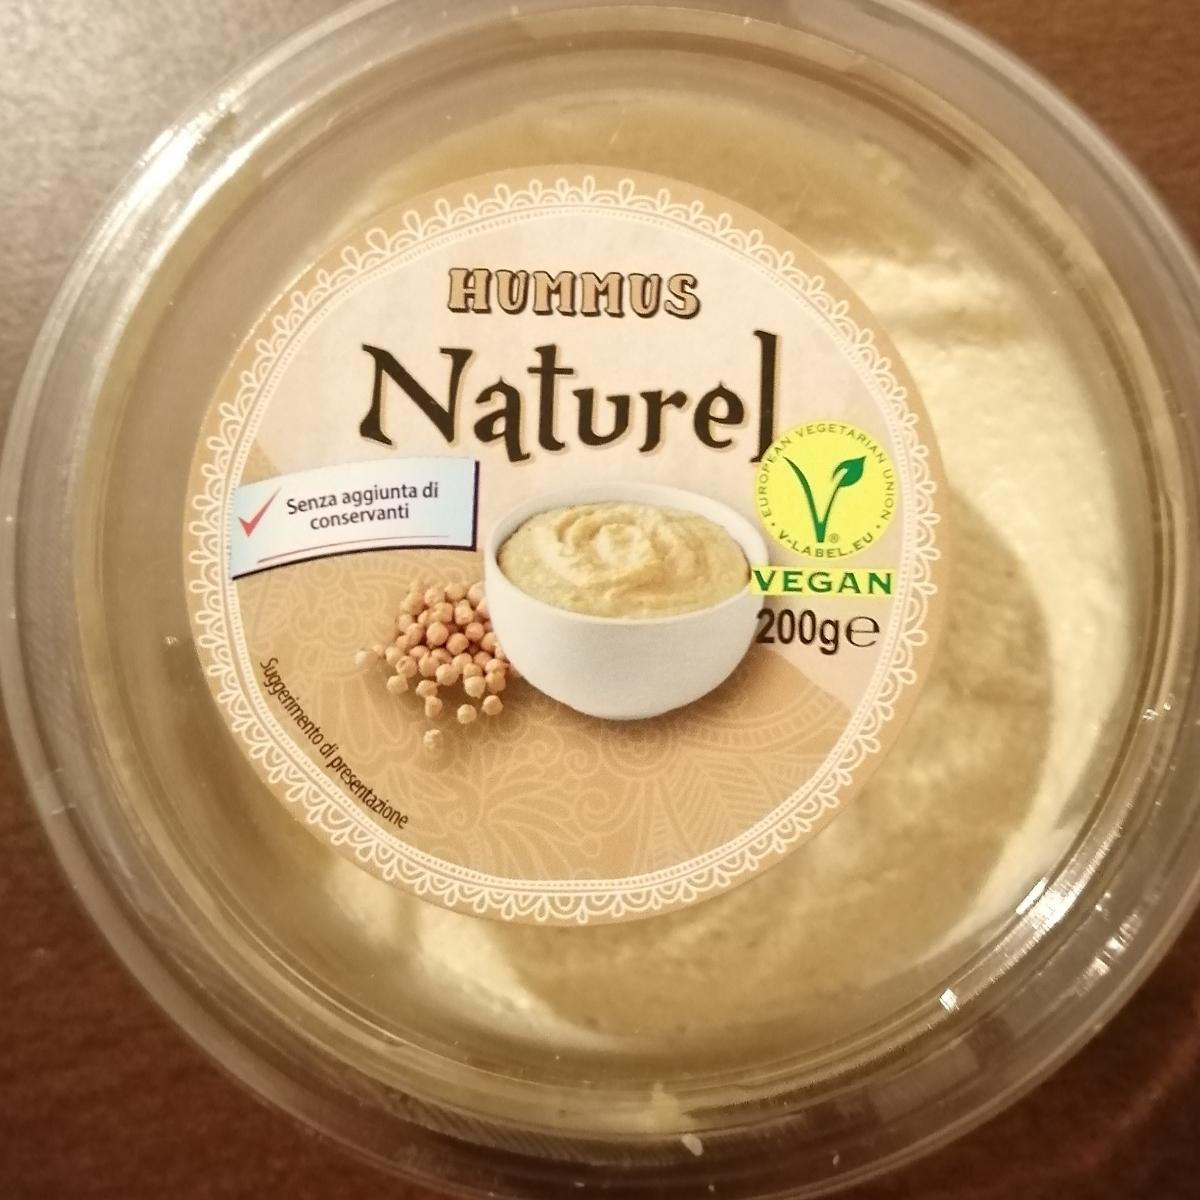 HUMMUS
Naturel
Senza aggiunta di
conservanti
EUROPEAN VEGETARIAN UNION
V-LABEL.EU
®
VEGAN
200g℮
Suggerimento di presentazione